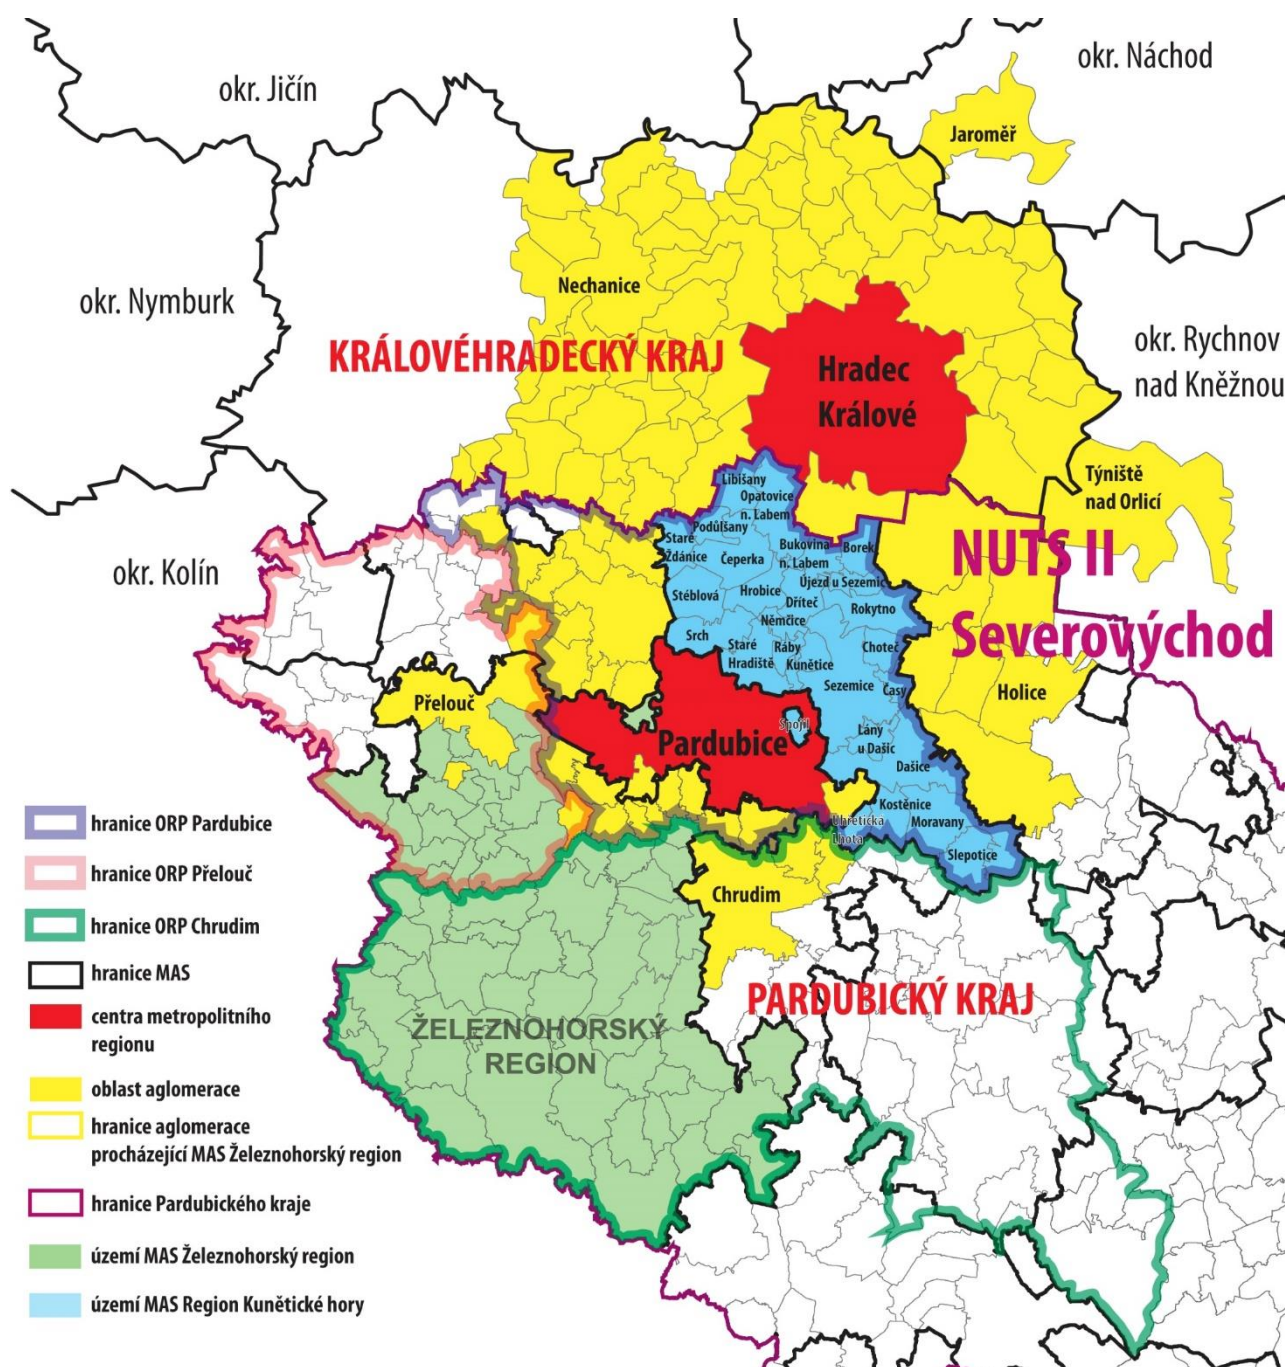 okr. Náchod
okr. Jičín
Jaroměř
okr. Nymburk
Nechanice
KRÁLOVÉHRADECKÝ KRAJ
Hradec
Králové
okr. Rychnov
nad Kněžnou
Týniště
nad Orlicí
okr. Kolín
NUTS II
Severovýchod
Libišany
Opatovice
n. Labem
Podůlšany
Staré
Ždánice
Čeperka
Bukovina
n. Labem
Borek
Újezd u Sezemic
Stéblová
Hrobice
Dříteč
Rokytno
Němčice
Srch
Staré
Hradiště
Ráby
Kunětice
Choteč
Sezemice
Časy
Holice
Přelouč
Pardubice
Spojil
Lány
u Dašic
Dašice
Kostěnice
Moravany
Úhřetická
Lhota
Slepotice
Chrudim
PARDUBICKÝ KRAJ
ŽELEZNOHORSKÝ
REGION
hranice ORP Pardubice
hranice ORP Přelouč
hranice ORP Chrudim
hranice MAS
centra metropolitního
regionu
oblast aglomerace
hranice aglomerace
procházející MAS Železnohorský region
hranice Pardubického kraje
území MAS Železnohorský region
území MAS Region Kunětické hory